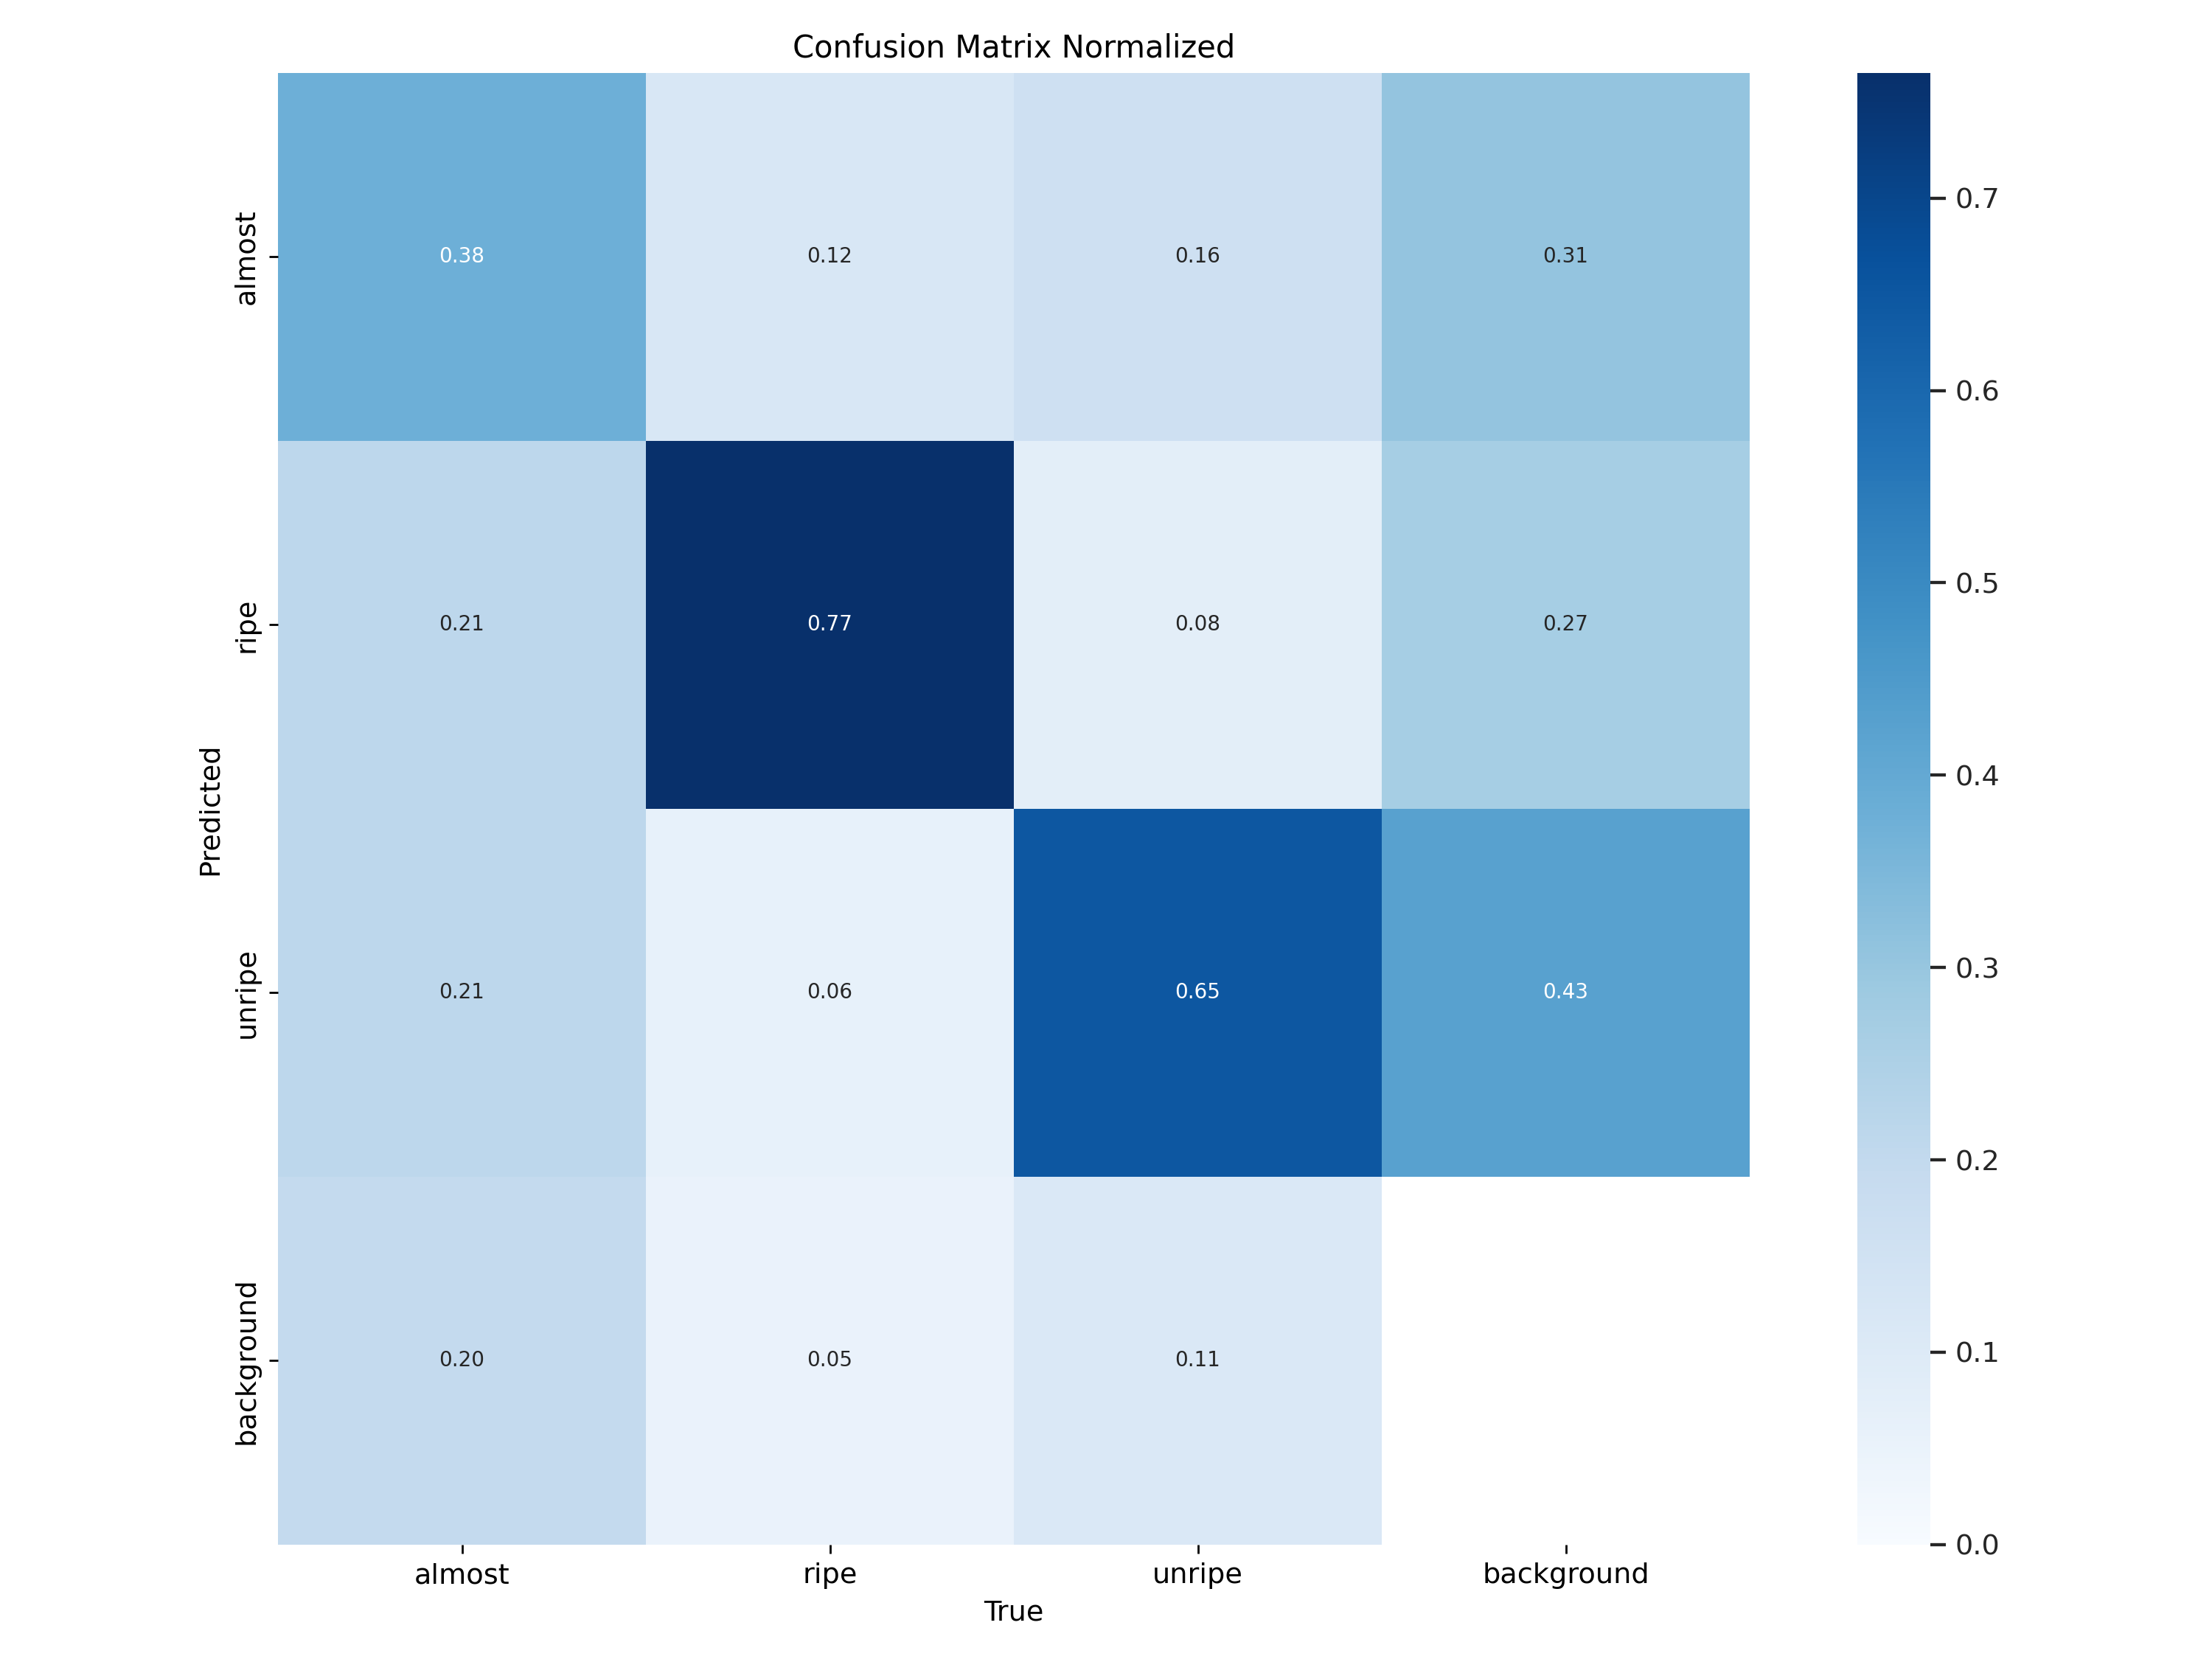 Confusion Matrix Normalized
almost
0.38
0.12
0.16
0.31
ripe
0.21
0.77
0.08
0.27
unripe
0.21
0.06
0.65
0.43
background
0.20
0.05
0.11
Predicted
almost
ripe
unripe
background
True
0.7
0.6
0.5
0.4
0.3
0.2
0.1
0.0